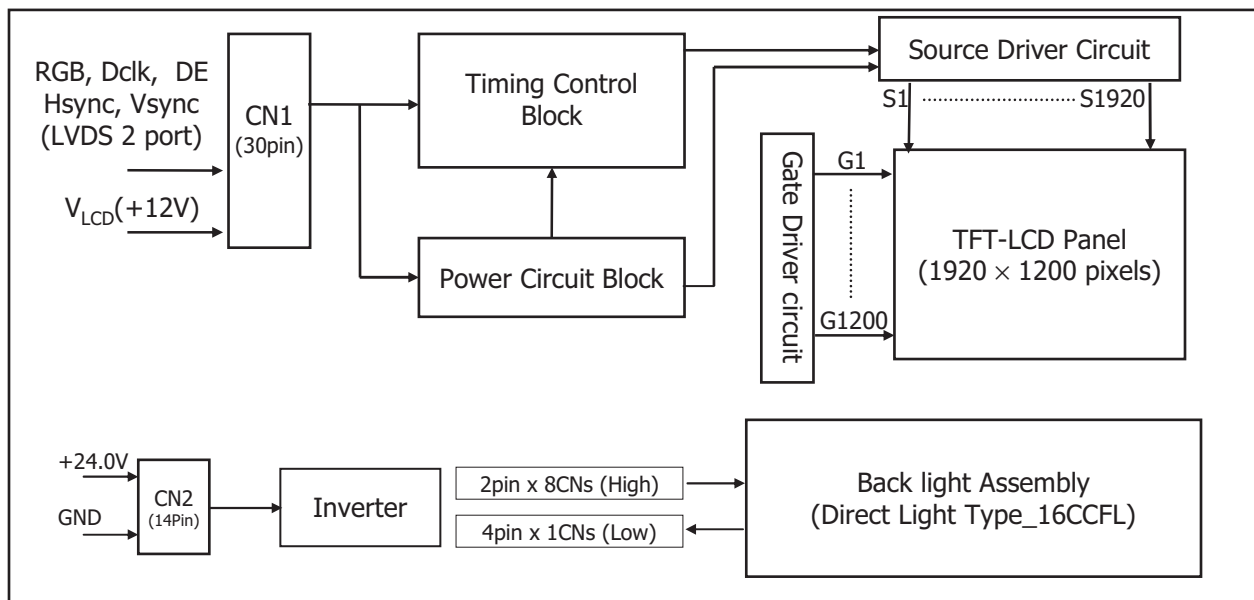 RGB, Dclk, DE
Hsync, Vsync
(LVDS 2 port)
V_LCD(+12V)
CN1
(30pin)
Timing Control
Block
Power Circuit Block
Source Driver Circuit
S1
S1920
Gate Driver circuit
G1
G1200
TFT-LCD Panel
(1920 × 1200 pixels)
+24.0V
GND
CN2
(14Pin)
Inverter
2pin x 8CNs (High)
4pin x 1CNs (Low)
Back light Assembly
(Direct Light Type_16CCFL)